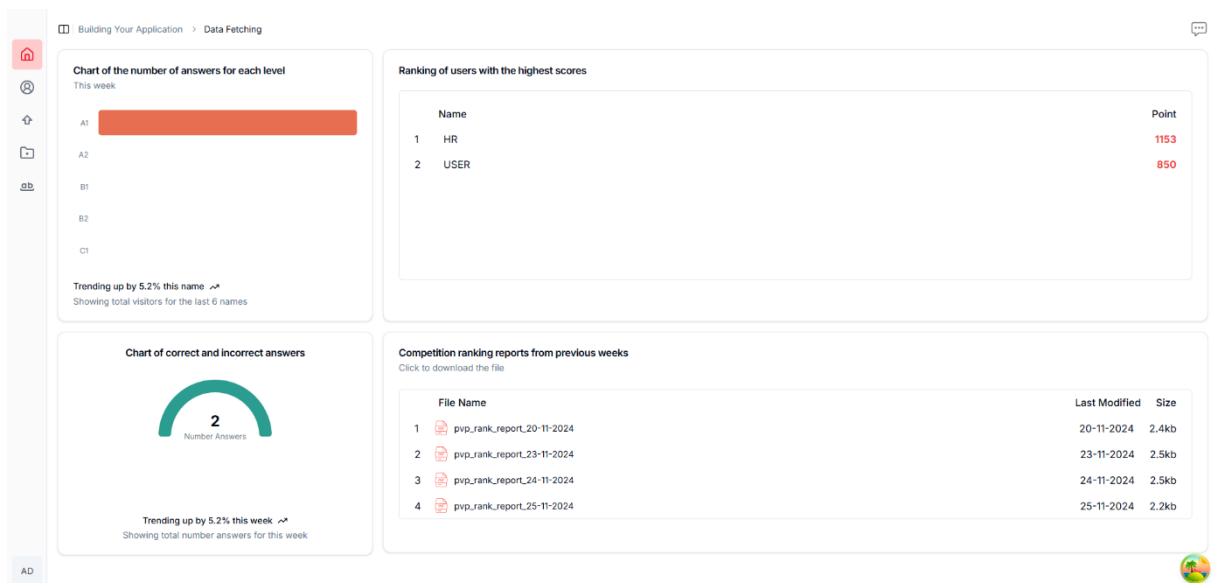 Building Your Application > Data Fetching
Chart of the number of answers for each level
This week
A1
A2
B1
B2
C1
Trending up by 5.2% this name
Showing total visitors for the last 6 names
Ranking of users with the highest scores
Name Point
1 HR 1153
2 USER 850
Chart of correct and incorrect answers
2
Number Answers
Trending up by 5.2% this week
Showing total number answers for this week
Competition ranking reports from previous weeks
Click to download the file
File Name Last Modified Size
1 pvp_rank_report_20-11-2024 20-11-2024 2.4kb
2 pvp_rank_report_23-11-2024 23-11-2024 2.5kb
3 pvp_rank_report_24-11-2024 24-11-2024 2.5kb
4 pvp_rank_report_25-11-2024 25-11-2024 2.2kb
ab
AD